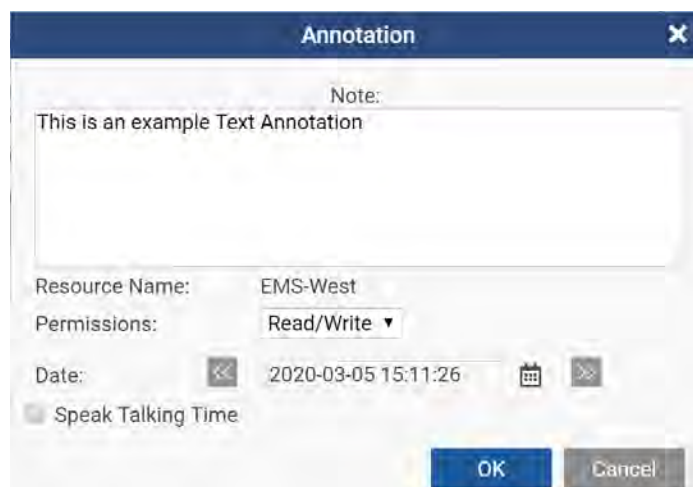 Annotation
Note:
This is an example Text Annotation
Resource Name: EMS-West
Permissions: Read/Write
Date: 2020-03-05 15:11:26
Speak Talking Time
OK Cancel